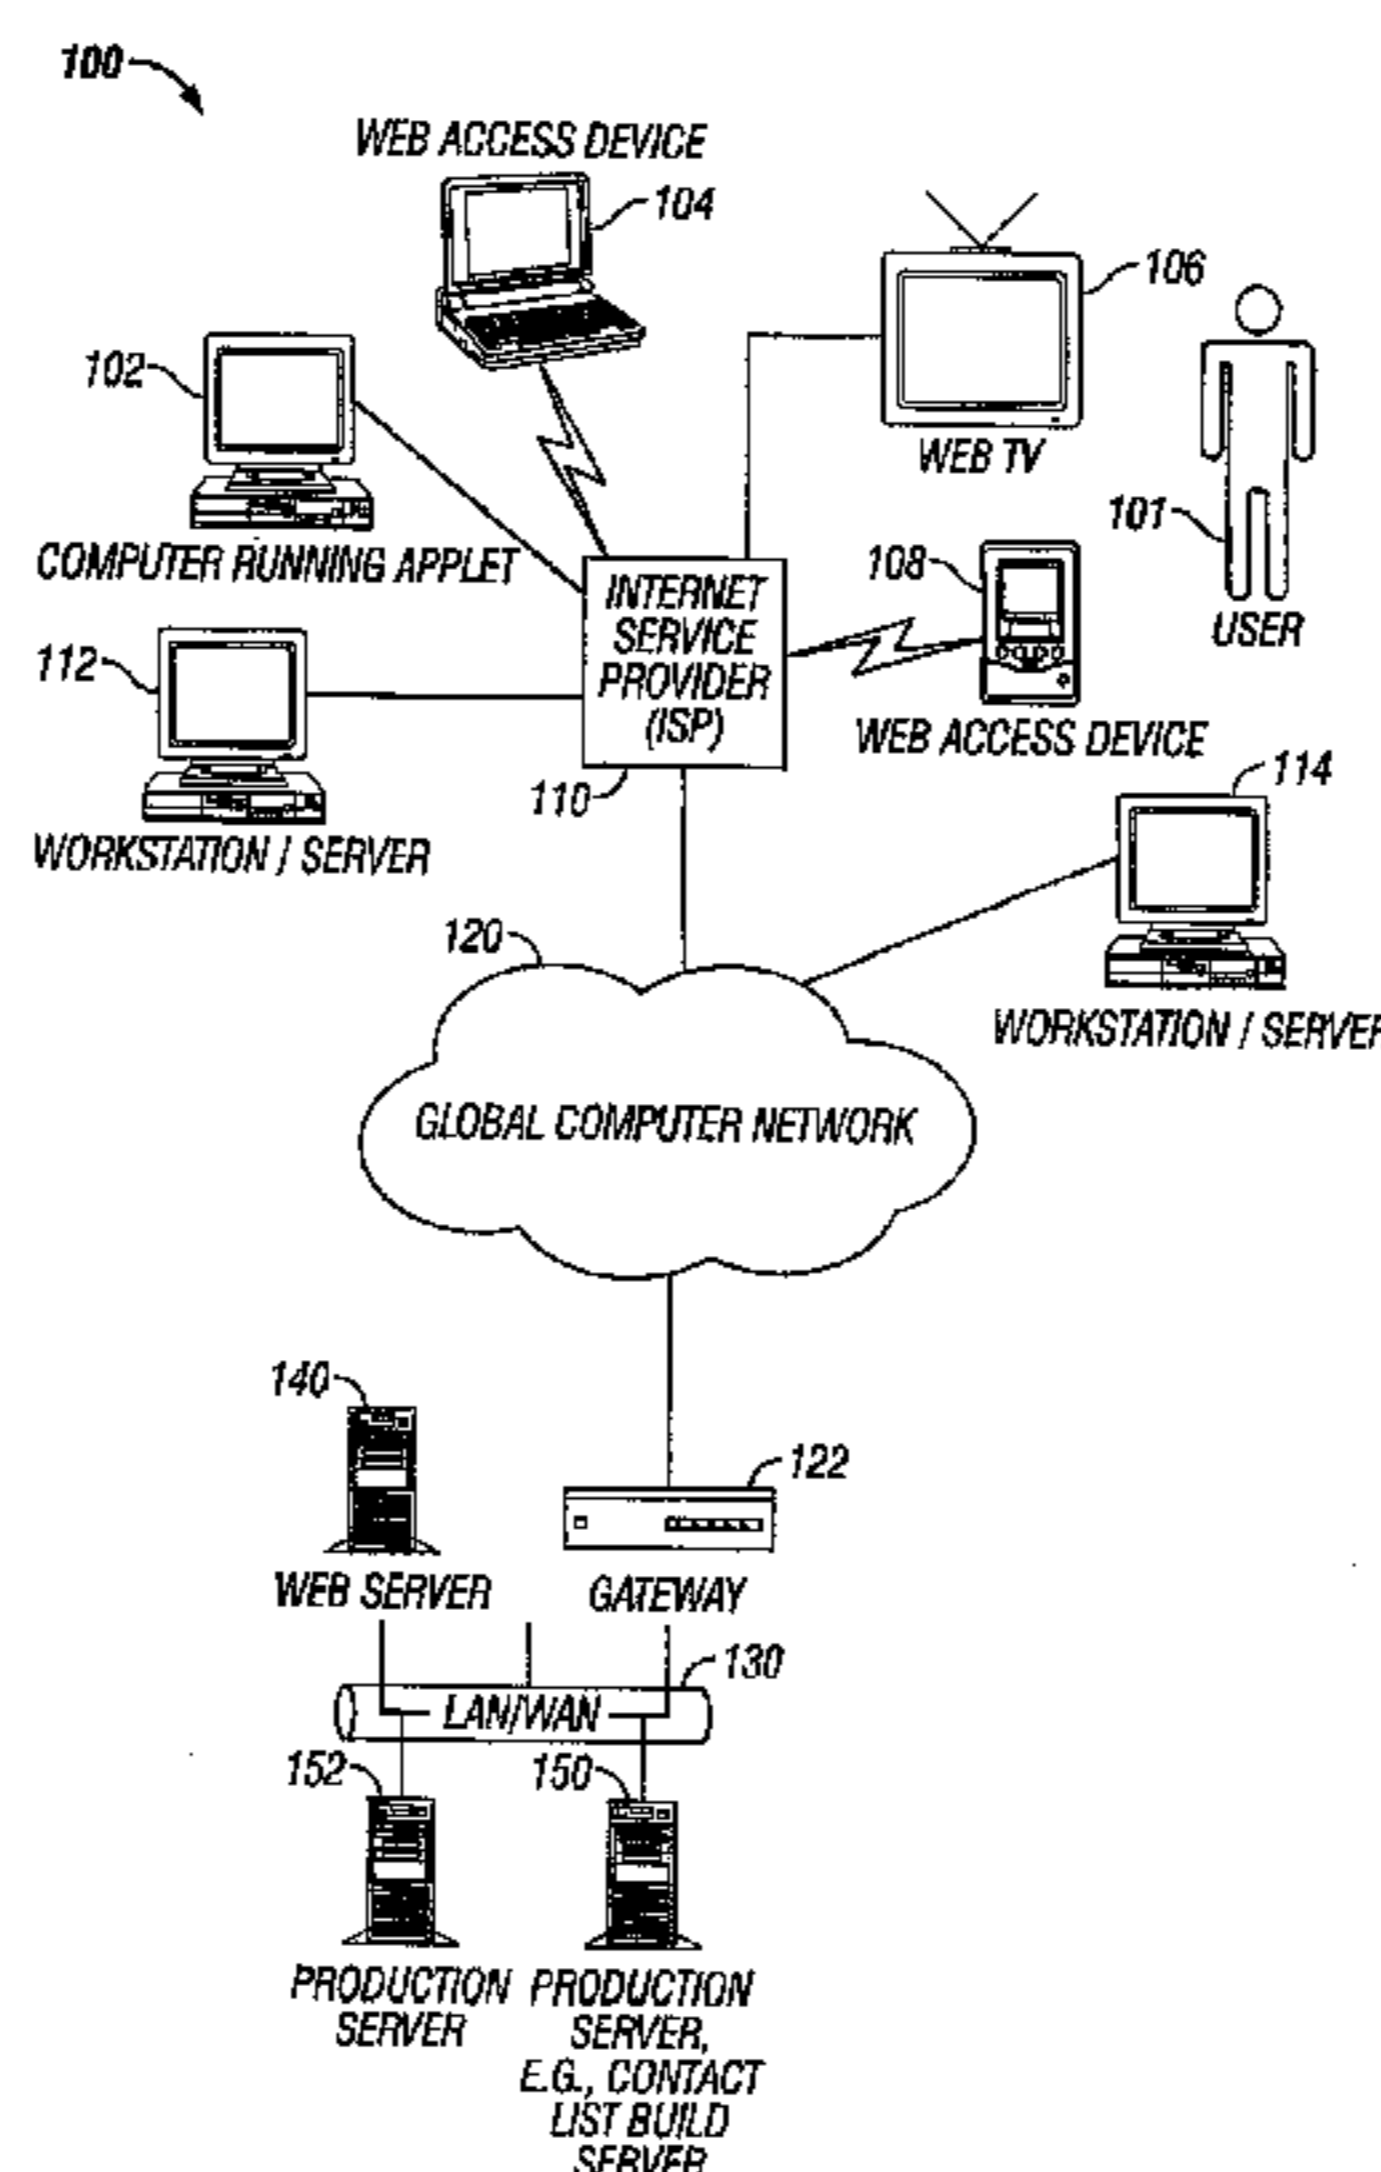 100
WEB ACCESS DEVICE
104
106
102
WEB TV
COMPUTER RUNNING APPLET
101
108
USER
INTERNET
SERVICE
PROVIDER
(ISP)
112
110
WEB ACCESS DEVICE
114
WORKSTATION / SERVER
120
WORKSTATION / SERVER
GLOBAL COMPUTER NETWORK
140
122
WEB SERVER
GATEWAY
130
LAN/WAN
152
150
PRODUCTION
SERVER
PRODUCTION
SERVER,
E.G., CONTACT
LIST BUILD
SERVER